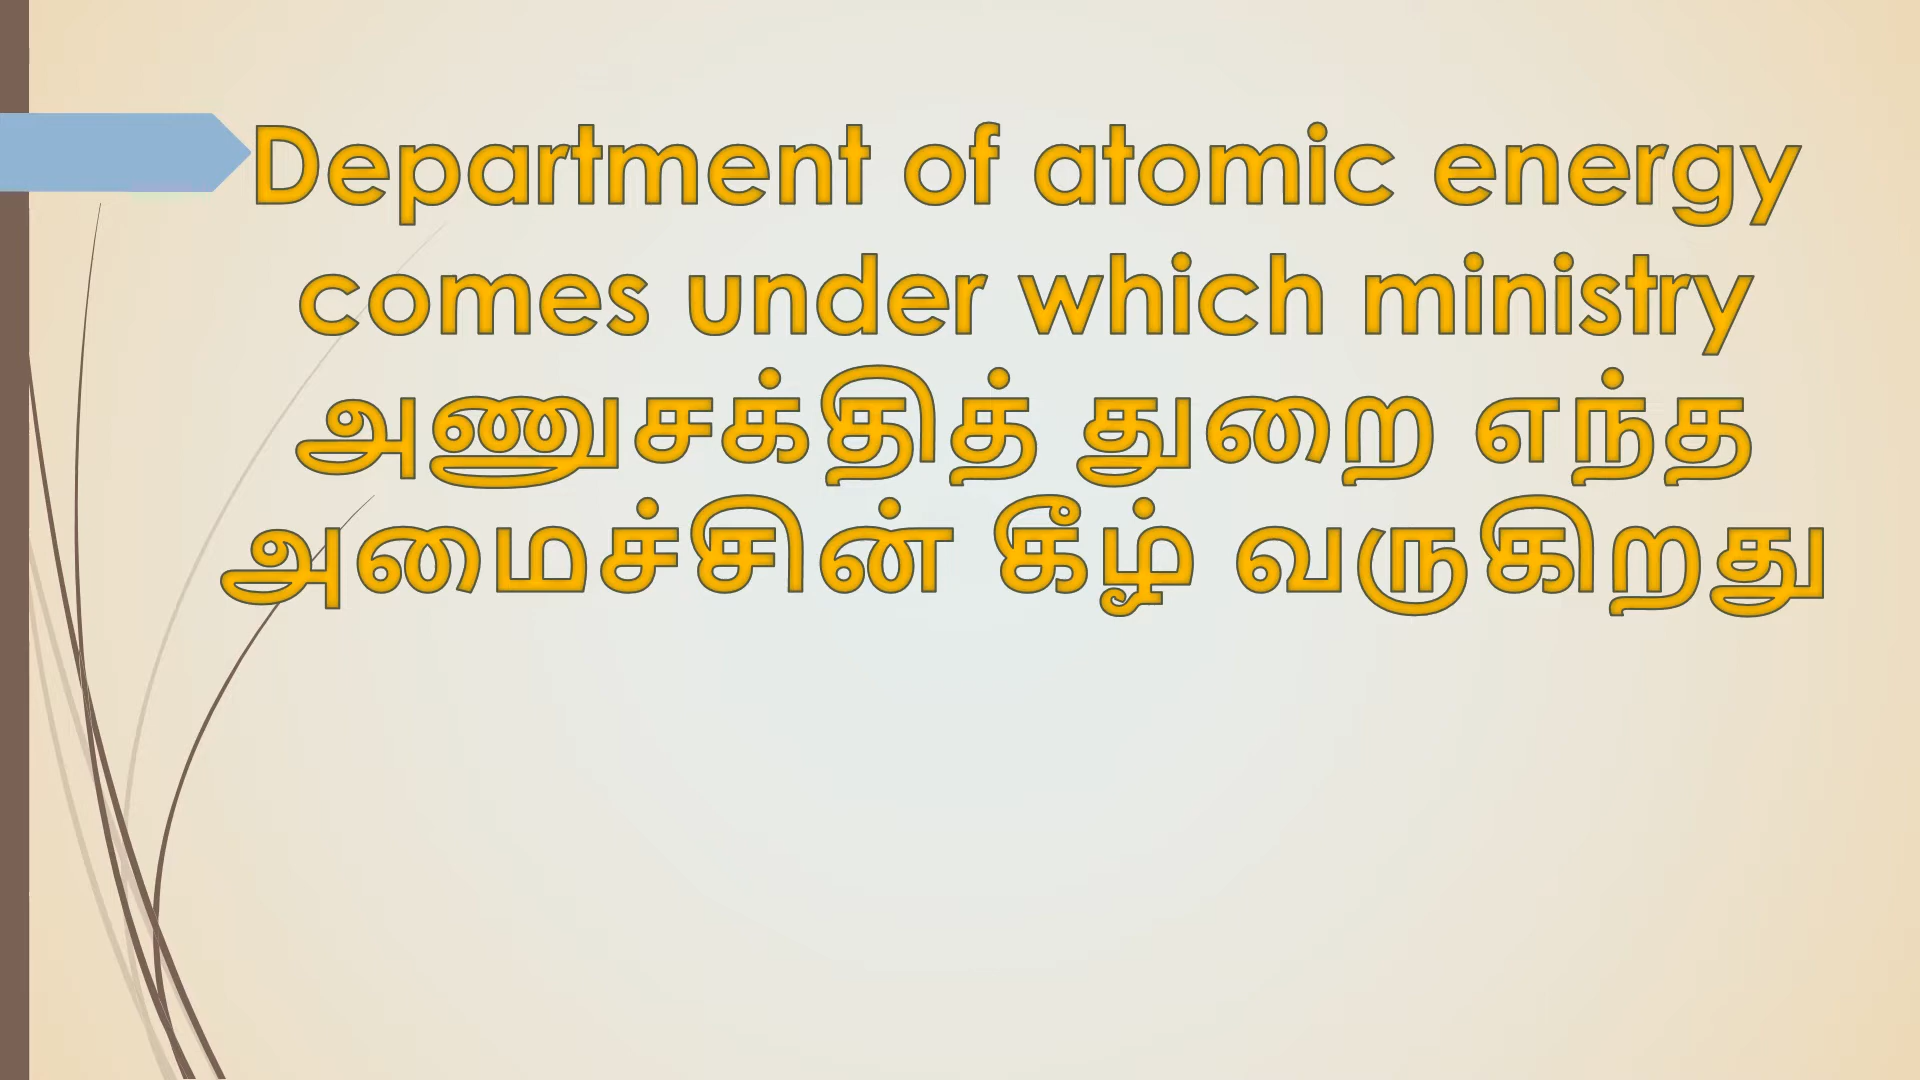 Department of atomic energy
comes under which ministry
அணுசக்தித் துறை எந்த
அமைச்சின் கீழ் வருகிறது